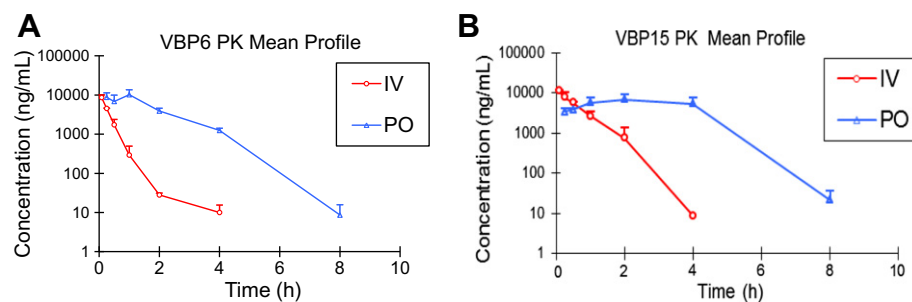 A
VBP6 PK Mean Profile
Concentration (ng/mL)
100000
10000
1000
100
10
1
0 2 4 6 8 10
Time (h)
IV
PO
B
VBP15 PK Mean Profile
Concentration (ng/mL)
100000
10000
1000
100
10
1
0 2 4 6 8 10
Time (h)
IV
PO